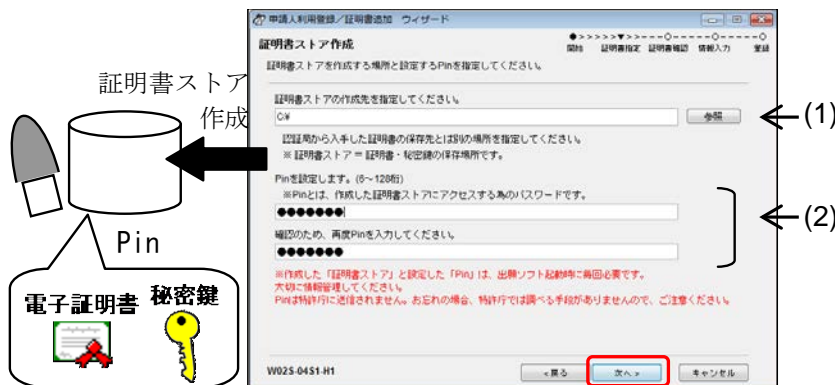 申請人利用登録／証明書追加 ウィザード
証明書ストア作成
●>>>>>▼>>---○-----○-----○
開始 証明書指定 証明書確認 情報入力 登録
証明書ストアを作成する場所と設定するPinを指定してください。
証明書ストア
作成
証明書ストアの作成先を指定してください。
C:¥
参照
(1)
認証局から入手した証明書の保存先とは別の場所を指定してください。
※ 証明書ストア＝証明書・秘密鍵の保存場所です。
Pinを設定します。(6～128桁)
※Pinとは、作成した証明書ストアにアクセスする為のパスワードです。
●●●●●●●
(2)
確認のため、再度Pinを入力してください。
●●●●●●●
Pin
電子証明書 秘密鍵
※作成した「証明書ストア」と設定した「Pin」は、出願ソフト起動時に毎回必要です。
大切に情報管理してください。
Pinは特許庁に送信されません。お忘れの場合、特許庁では調べる手段がありませんので、ご注意ください。
W02S-04S1-H1
<戻る
次へ>
キャンセル